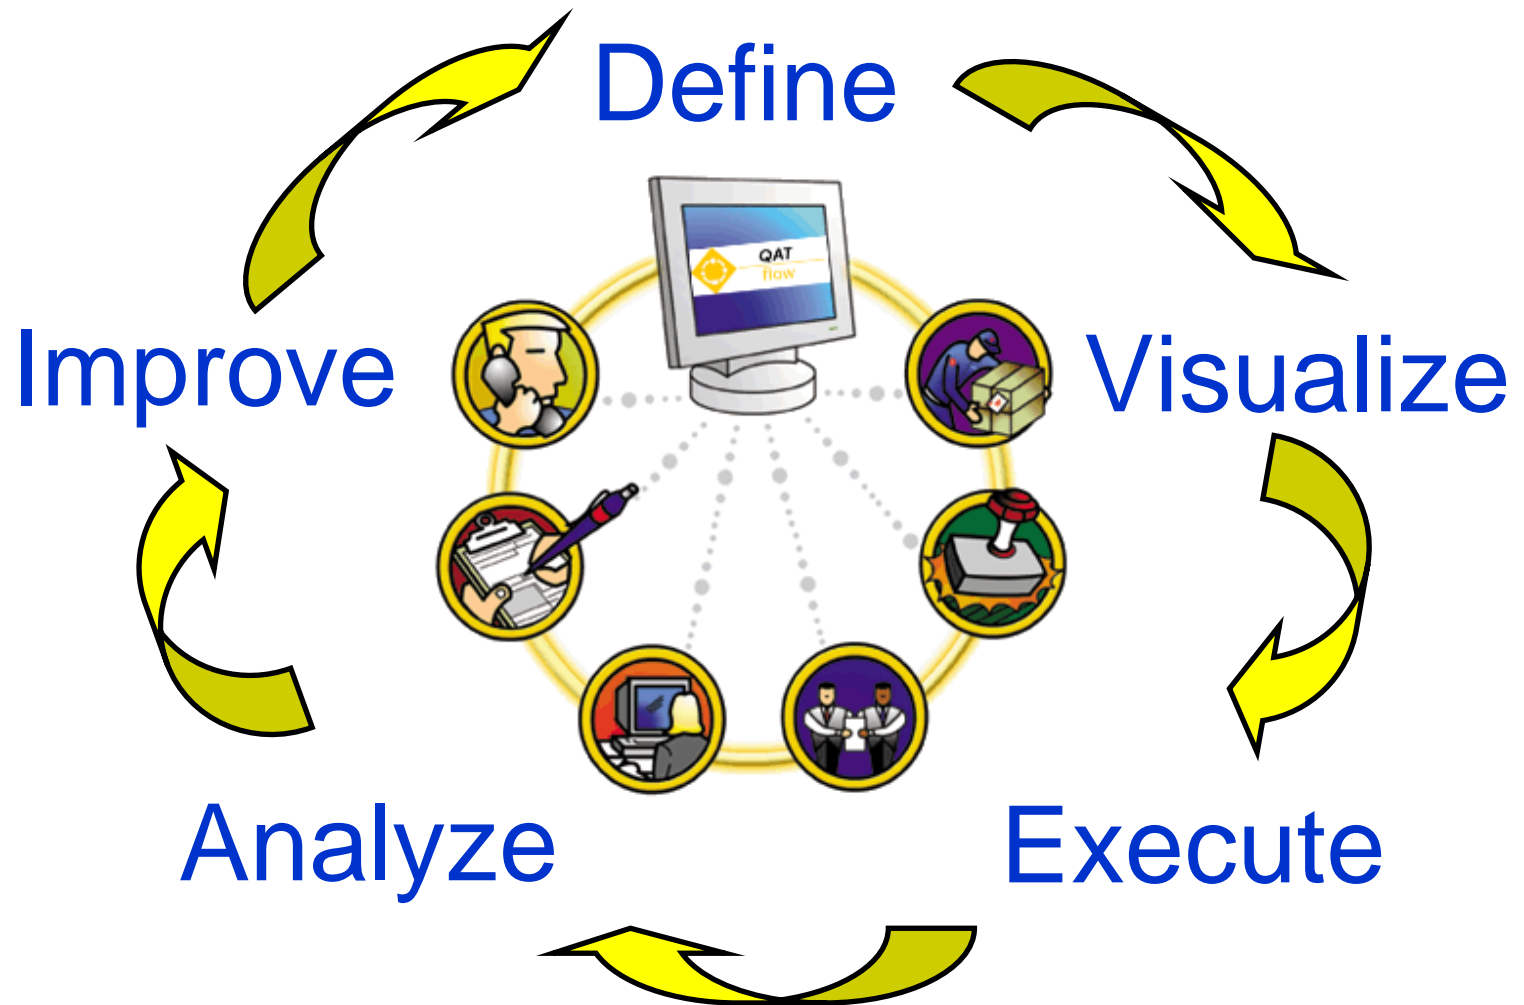 Define
QAT
flow
Improve
Visualize
Analyze
Execute